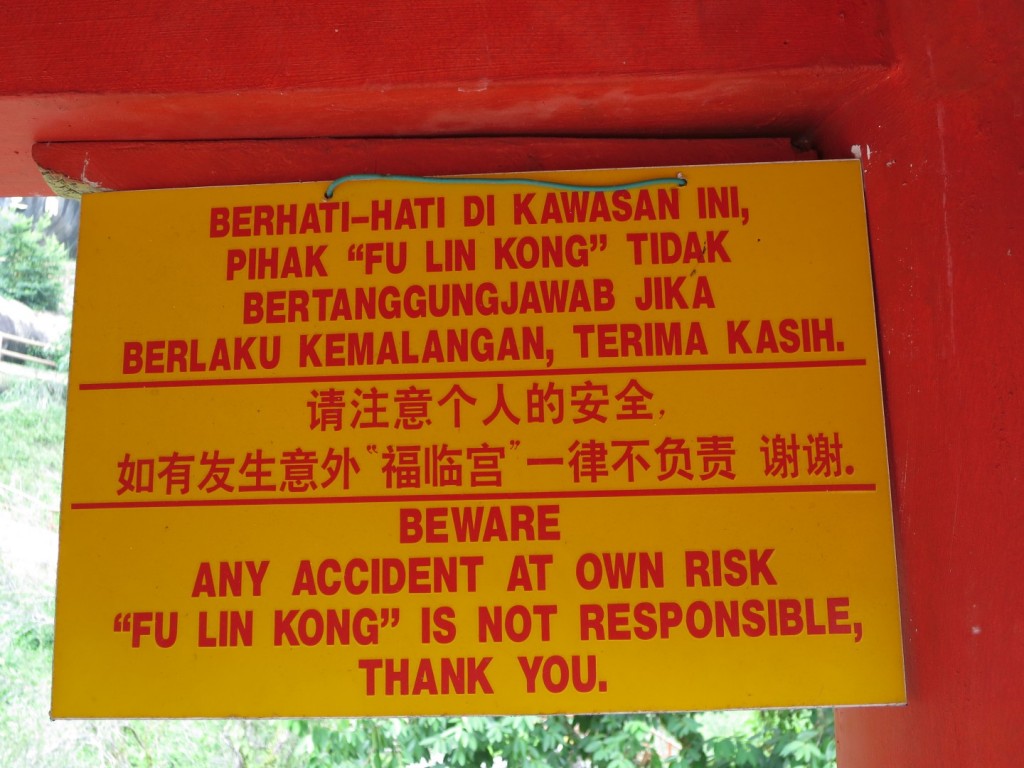 BERHATI-HATI DI KAWASAN INI,
PIHAK “FU LIN KONG” TIDAK
BERTANGGUNGJAWAB JIKA
BERLAKU KEMALANGAN, TERIMA KASIH.
请注意个人的安全,
如有发生意外“福临宫”一律不负责 谢谢.
BEWARE
ANY ACCIDENT AT OWN RISK
“FU LIN KONG” IS NOT RESPONSIBLE,
THANK YOU.